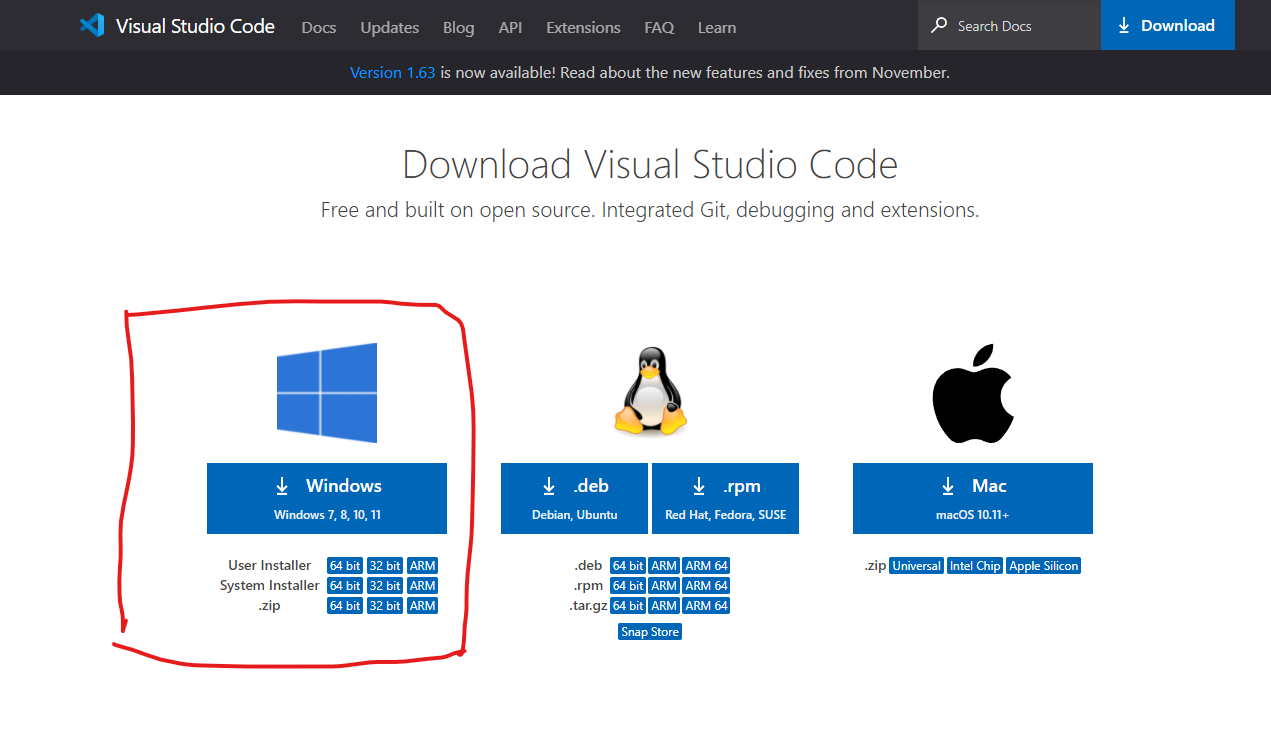 Visual Studio Code Docs Updates Blog API Extensions FAQ Learn Search Docs Download
Version 1.63 is now available! Read about the new features and fixes from November.
Download Visual Studio Code
Free and built on open source. Integrated Git, debugging and extensions.
Windows
Windows 7, 8, 10, 11
User Installer 64 bit 32 bit ARM
System Installer 64 bit 32 bit ARM
.zip 64 bit 32 bit ARM
.deb
Debian, Ubuntu
.rpm
Red Hat, Fedora, SUSE
.deb 64 bit ARM ARM 64
.rpm 64 bit ARM ARM 64
.tar.gz 64 bit ARM ARM 64
Snap Store
Mac
macOS 10.11+
.zip Universal Intel Chip Apple Silicon